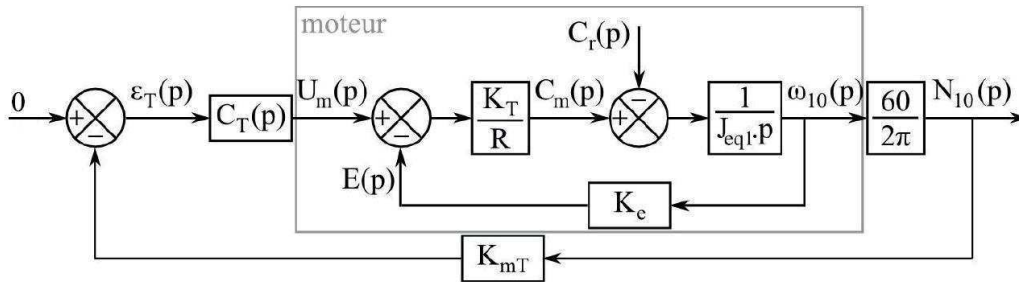 moteur
C_r(p)
0
+
−
ε_T(p)
C_T(p)
U_m(p)
+
−
K_T
R
C_m(p)
+
−
1
J_eq1.p
ω_10(p)
60
2π
N_10(p)
E(p)
K_e
K_mT